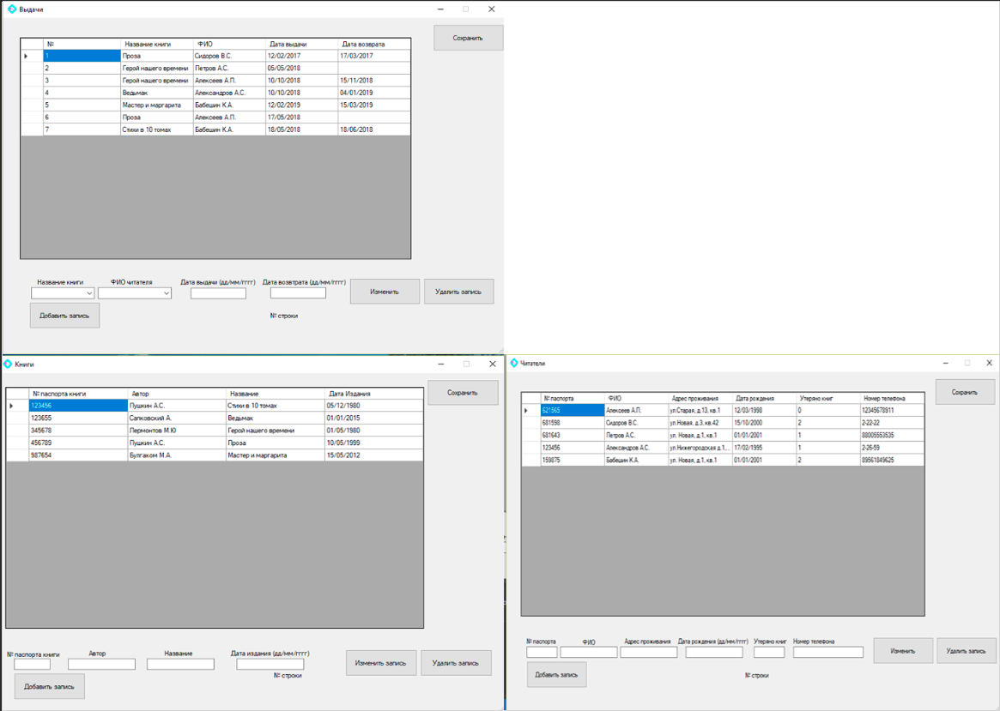 Выдачи
Сохранить
№ Название книги ФИО Дата выдачи Дата возврата
1 Проза Сидоров В.С. 12/02/2017 17/03/2017
2 Герой нашего времени Петров А.С. 05/05/2018
3 Герой нашего времени Алексеев А.П. 10/10/2018 15/11/2018
4 Ведьмак Александров А.С. 10/10/2018 04/01/2019
5 Мастер и маргарита Бабешин К.А. 12/02/2019 15/03/2019
6 Проза Алексеев А.П. 17/05/2018
7 Стихи в 10 томах Бабешин К.А. 18/05/2018 18/06/2018
Название книги ФИО читателя Дата выдачи (дд/мм/гггг) Дата возвтрата (дд/мм/гггг)
Изменить Удалить запись
Добавить запись № строки
Книги
Сохранить
№ паспорта книги Автор Название Дата Издания
123456 Пушкин А.С. Стихи в 10 томах 05/12/1980
123655 Сапковский А. Ведьмак 01/01/2015
345678 Лермонтов М.Ю Герой нашего времени 01/05/1980
456789 Пушкин А.С. Проза 10/05/1999
987654 Булгаком М.А. Мастер и маргарита 15/05/2012
№ паспорта книги Автор Название Дата издания (дд/мм/гггг)
Изменить запись Удалить запись
№ строки
Добавить запись
Читатели
Сохранить
№ паспорта ФИО Адрес проживания Дата рождения Утеряно книг Номер телефона
621565 Алексеев А.П. ул.Старая, д.13, кв.1 12/03/1998 0 12345678911
681598 Сидоров В.С. ул.Новая, д.3, кв.42 15/10/2000 2 2-22-22
681643 Петров А.С. ул. Новая, д.1, кв.1 01/01/2001 1 88005553535
123456 Александров А.С. ул.Нижегородская д.1,... 17/02/1995 1 2-26-59
159875 Бабешин К.А. ул. Новая, д.1, кв.1 01/01/2001 2 89561849625
№ паспорта ФИО Адрес проживания Дата рождения (дд/мм/гггг) Утеряно книг Номер телефона
Изменить Удалить запись
Добавить запись № строки